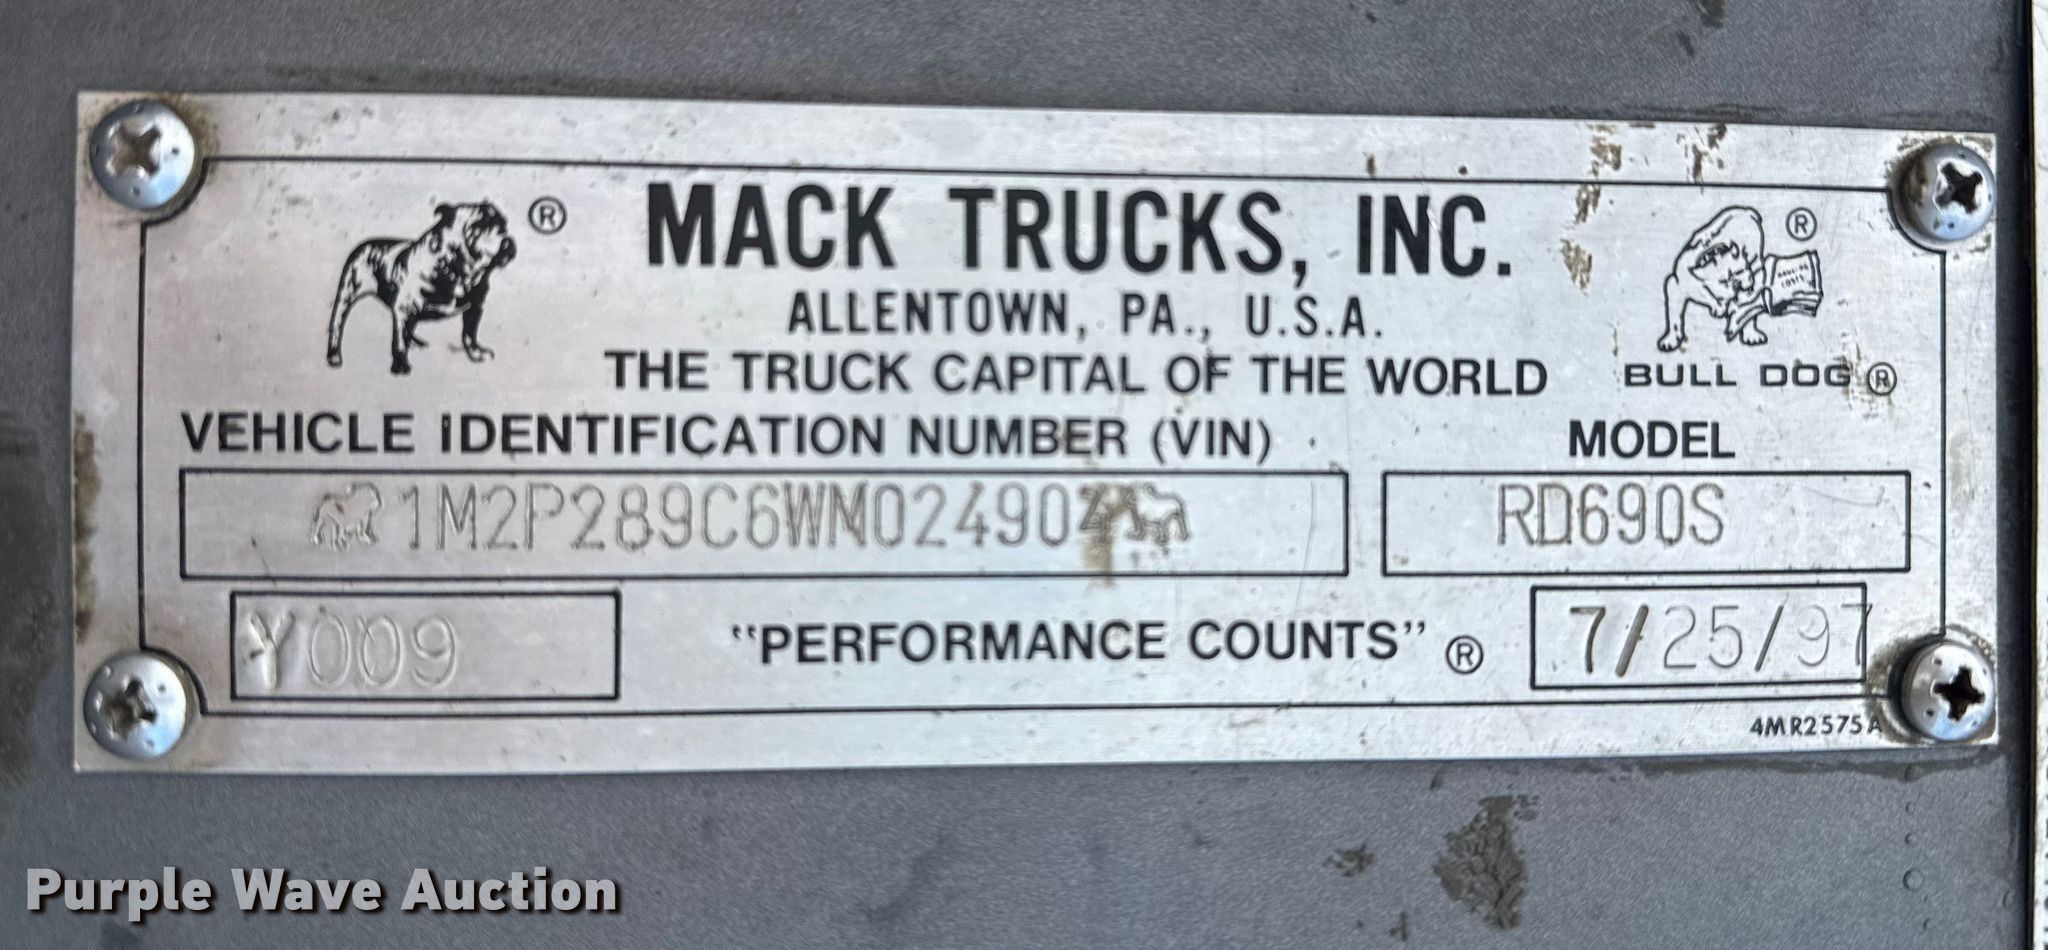 ® MACK TRUCKS, INC. ®
ALLENTOWN, PA., U.S.A.
THE TRUCK CAPITAL OF THE WORLD BULL DOG ®
VEHICLE IDENTIFICATION NUMBER (VIN) MODEL
1M2P289C6WM024904 RD690S
Y009 "PERFORMANCE COUNTS" ® 7/25/97
4MR2575A
Purple Wave Auction